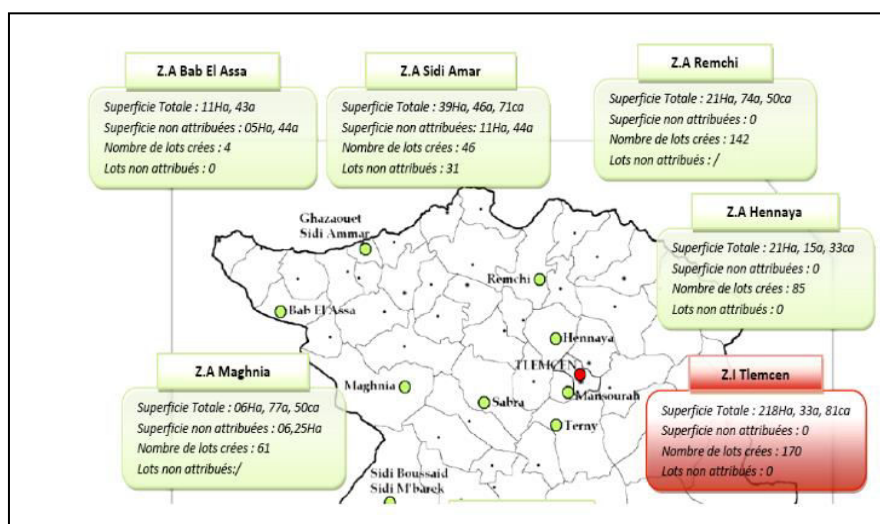 Z.A Bab El Assa
Superficie Totale : 11Ha, 43a
Superficie non attribuées : 05Ha, 44a
Nombre de lots crées : 4
Lots non attribués : 0
Z.A Sidi Amar
Superficie Totale : 39Ha, 46a, 71ca
Superficie non attribuées: 11Ha, 44a
Nombre de lots crées : 46
Lots non attribués : 31
Z.A Remchi
Superficie Totale : 21Ha, 74a, 50ca
Superficie non attribuées : 0
Nombre de lots crées : 142
Lots non attribués : /
Z.A Hennaya
Superficie Totale : 21Ha, 15a, 33ca
Superficie non attribuées : 0
Nombre de lots crées : 85
Lots non attribués : 0
Ghazaouet
Sidi Ammar
Remchi
Bab El'Assa
Hennaya
TLEMCEN
Maghnia
Mansourah
Sabra
Terny
Sidi Boussaid
Sidi M'barek
Z.A Maghnia
Superficie Totale : 06Ha, 77a, 50ca
Superficie non attribuées : 06,25Ha
Nombre de lots crées : 61
Lots non attribués:/
Z.I Tlemcen
Superficie Totale : 218Ha, 33a, 81ca
Superficie non attribuées : 0
Nombre de lots crées : 170
Lots non attribués : 0